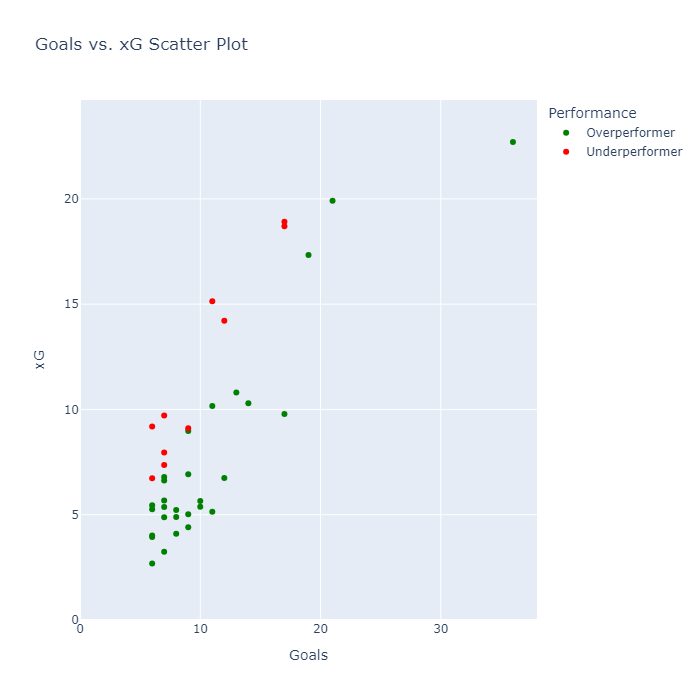 Goals vs. xG Scatter Plot
Performance
Overperformer
Underperformer
20
15
10
5
0
xG
0 10 20 30
Goals